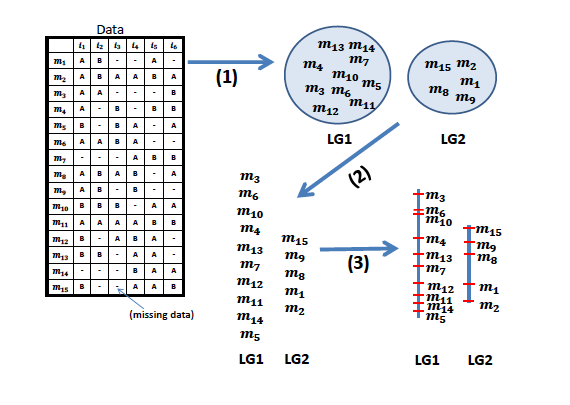 Data
l₁ l₂ l₃ l₄ l₅ l₆
m₁ A B - - A -
m₂ A B A A B A
m₃ A A - - - B
m₄ A - B - B B
m₅ B - B A - A
m₆ A A B A - -
m₇ - - - A B B
m₈ A B A B - A
m₉ A B - B - -
m₁₀ B B B - A A
m₁₁ A A A A B B
m₁₂ B - A B A -
m₁₃ B B - A A -
m₁₄ - - - B A A
m₁₅ B - - A A B
(missing data)
(1)
m₁₃ m₁₄
m₄ m₇
m₁₀
m₃ m₆ m₅
m₁₂ m₁₁
LG1
m₁₅ m₂
m₁
m₈ m₉
LG2
(2)
m₃
m₆
m₁₀
m₄
m₁₃
m₇
m₁₂
m₁₁
m₁₄
m₅
LG1
m₁₅
m₉
m₈
m₁
m₂
LG2
(3)
m₃
m₆
m₁₀
m₄
m₁₃
m₇
m₁₂
m₁₁
m₁₄
m₅
LG1
m₁₅
m₉
m₈
m₁
m₂
LG2